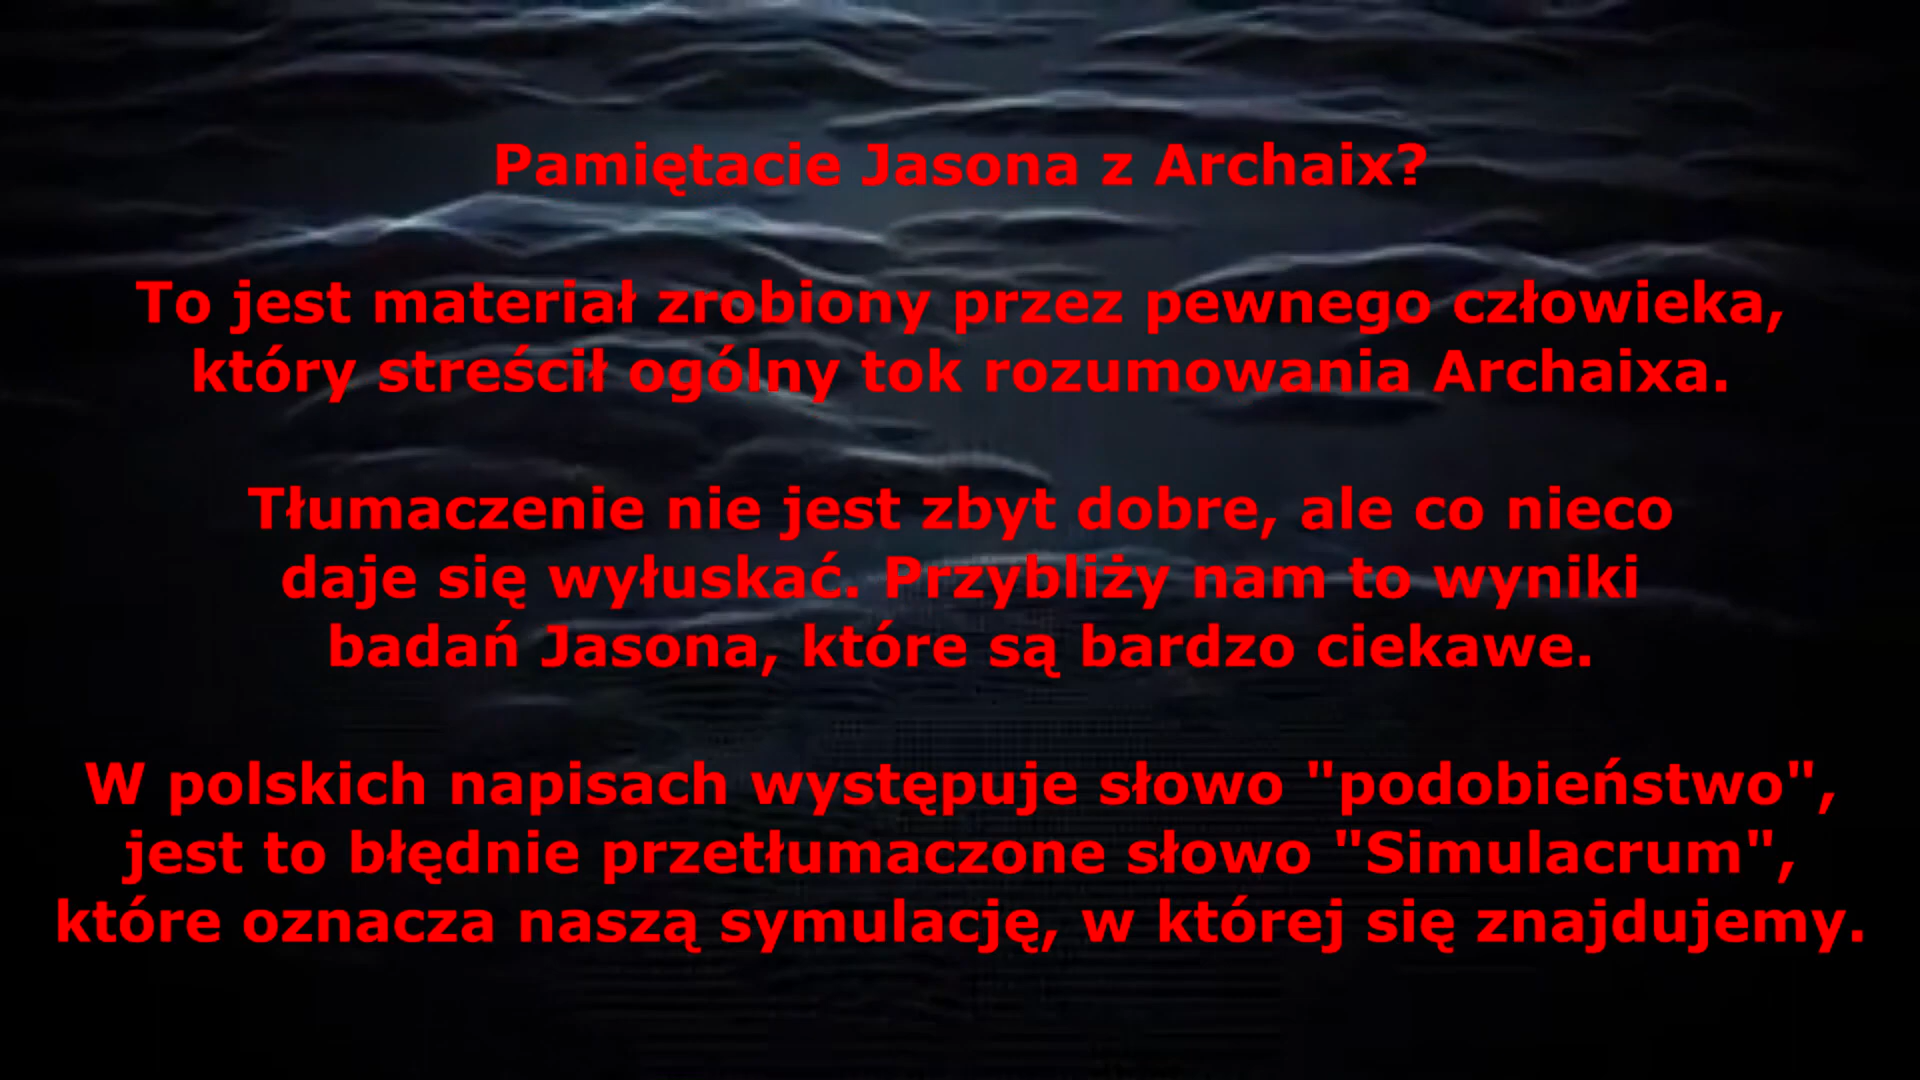 Pamiętacie Jasona z Archaix?
To jest materiał zrobiony przez pewnego człowieka,
który streścił ogólny tok rozumowania Archaixa.
Tłumaczenie nie jest zbyt dobre, ale co nieco
daje się wyłuskać. Przybliży nam to wyniki
badań Jasona, które są bardzo ciekawe.
W polskich napisach występuje słowo "podobieństwo",
jest to błędnie przetłumaczone słowo "Simulacrum",
które oznacza naszą symulację, w której się znajdujemy.